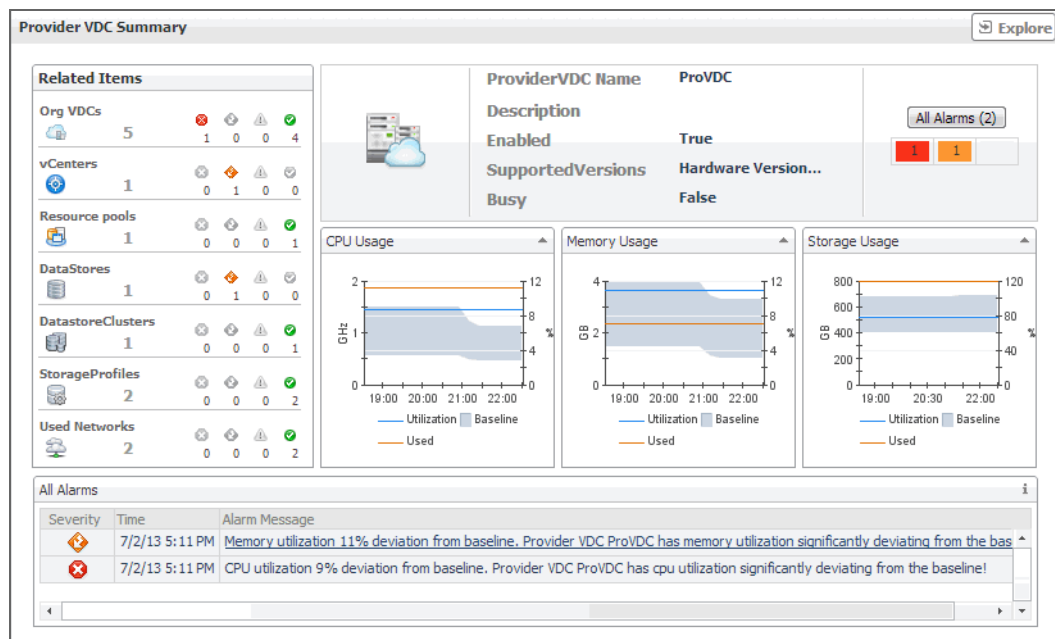 Provider VDC Summary
Explore
Related Items
Org VDCs
5
1 0 0 4
vCenters
1
0 1 0 0
Resource pools
1
0 0 0 1
DataStores
1
0 1 0 0
DatastoreClusters
1
0 0 0 1
StorageProfiles
2
0 0 0 2
Used Networks
2
0 0 0 2
ProviderVDC Name ProVDC
Description
Enabled True
SupportedVersions Hardware Version...
Busy False
All Alarms (2)
1 1
CPU Usage
2
1
0
GHz
12
8
4
0
%
19:00 20:00 21:00 22:00
Utilization Baseline
Used
Memory Usage
4
2
0
GB
12
8
4
0
%
19:00 20:00 21:00 22:00
Utilization Baseline
Used
Storage Usage
800
600
400
200
0
GB
120
80
40
0
%
19:00 20:30 22:00
Utilization Baseline
Used
All Alarms
i
Severity Time Alarm Message
7/2/13 5:11 PM Memory utilization 11% deviation from baseline. Provider VDC ProVDC has memory utilization significantly deviating from the bas
7/2/13 5:11 PM CPU utilization 9% deviation from baseline. Provider VDC ProVDC has cpu utilization significantly deviating from the baseline!